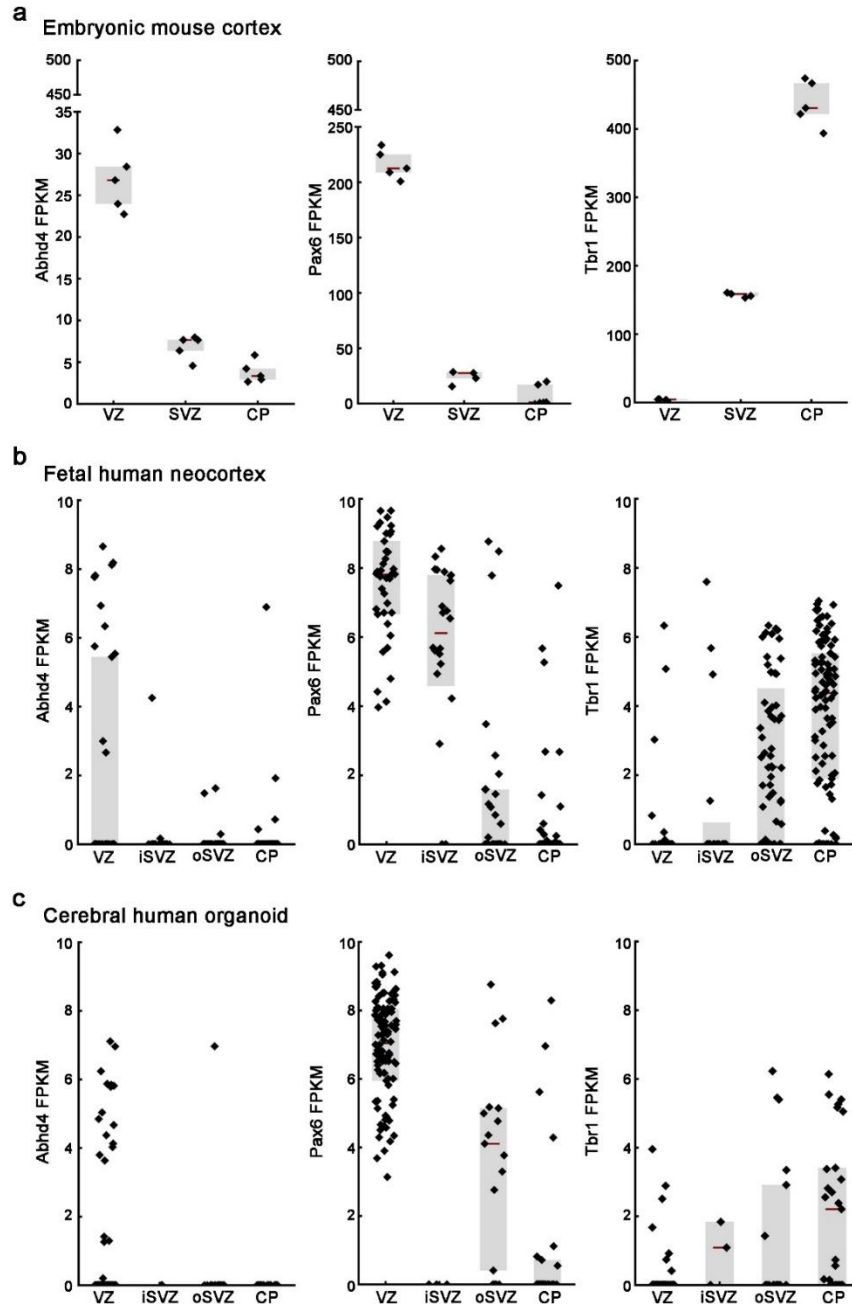 a
Embryonic mouse cortex
500
450
35
30
25
20
15
10
5
0
Abhd4 FPKM
VZ SVZ CP
500
450
250
200
150
100
50
0
Pax6 FPKM
VZ SVZ CP
500
400
300
200
100
0
Tbr1 FPKM
VZ SVZ CP
b
Fetal human neocortex
10
8
6
4
2
0
Abhd4 FPKM
VZ iSVZ oSVZ CP
10
8
6
4
2
0
Pax6 FPKM
VZ iSVZ oSVZ CP
10
8
6
4
2
0
Tbr1 FPKM
VZ iSVZ oSVZ CP
c
Cerebral human organoid
10
8
6
4
2
0
Abhd4 FPKM
VZ iSVZ oSVZ CP
10
8
6
4
2
0
Pax6 FPKM
VZ iSVZ oSVZ CP
10
8
6
4
2
0
Tbr1 FPKM
VZ iSVZ oSVZ CP